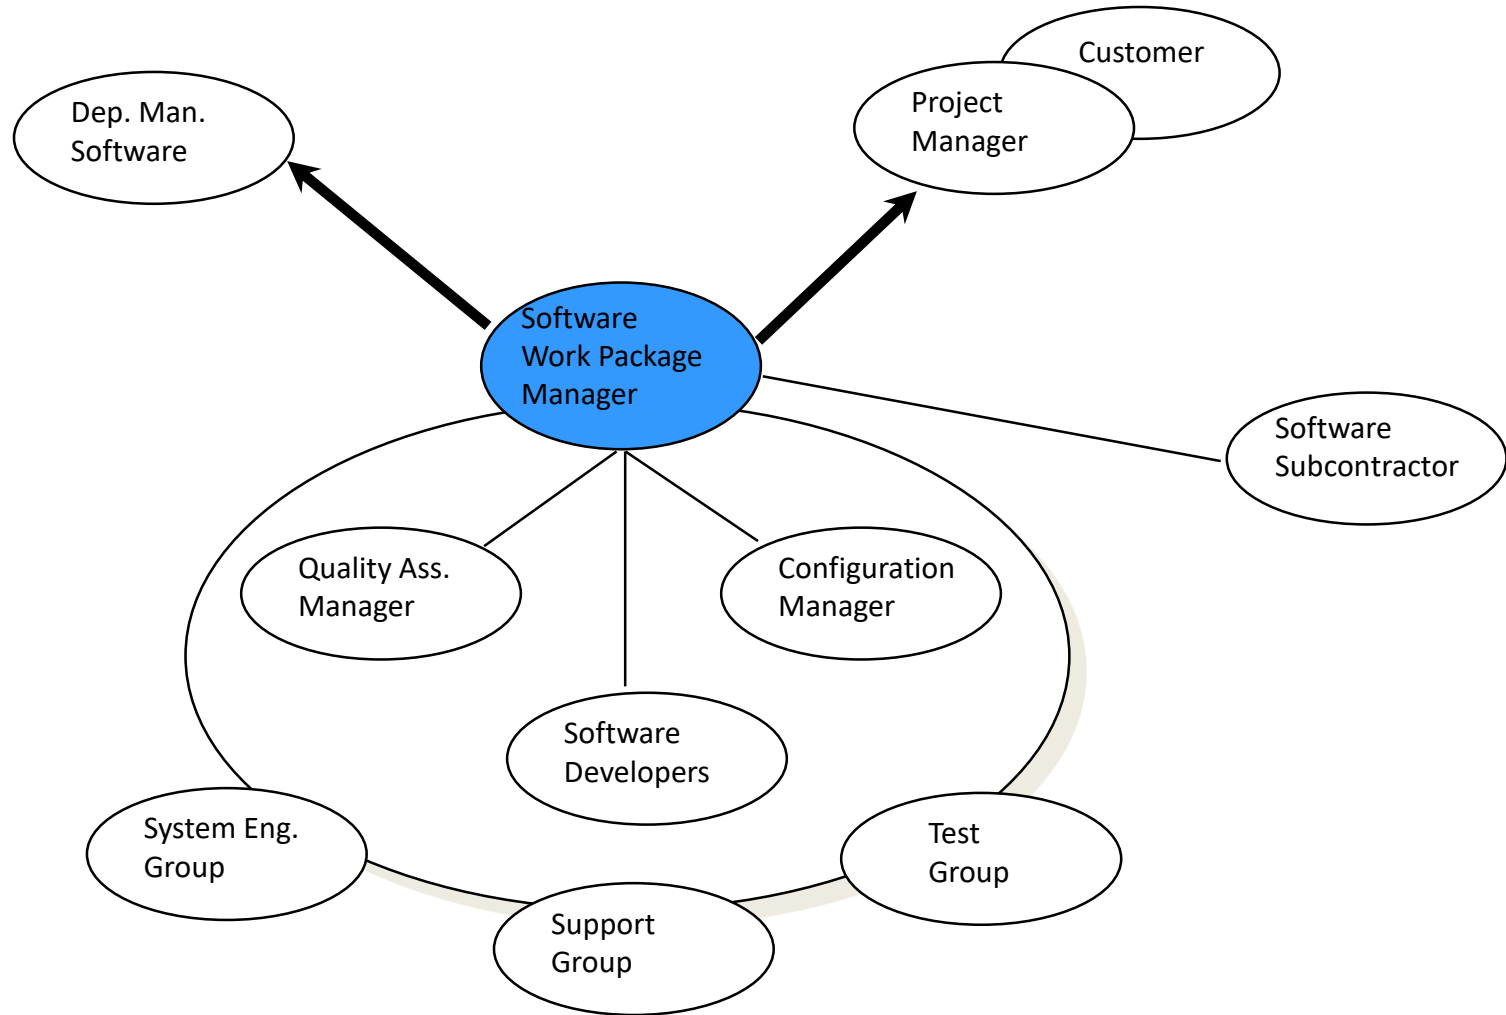 Customer
Project
Manager
Dep. Man.
Software
Software
Work Package
Manager
Software
Subcontractor
Quality Ass.
Manager
Configuration
Manager
Software
Developers
System Eng.
Group
Test
Group
Support
Group